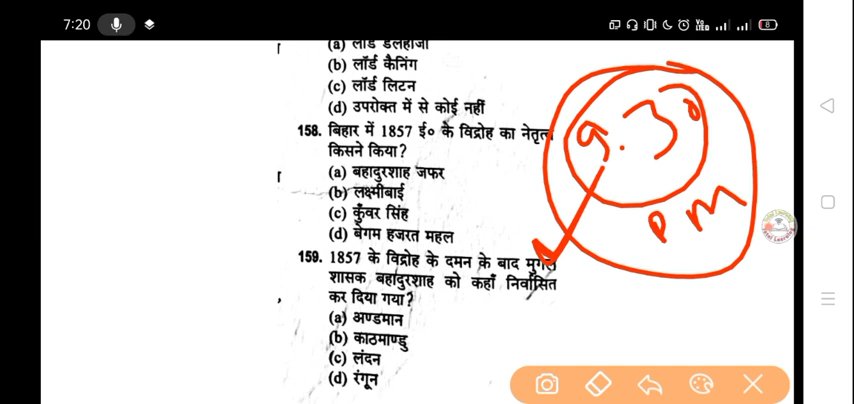 7:20
8
(a) लॉर्ड डलहौजी
(b) लॉर्ड कैनिंग
(c) लॉर्ड लिटन
(d) उपरोक्त में से कोई नहीं
158. बिहार में 1857 ई० के विद्रोह का नेतृत्व
किसने किया?
(a) बहादुरशाह जफर
(b) लक्ष्मीबाई
(c) कुँवर सिंह
(d) बेगम हजरत महल
159. 1857 के विद्रोह के दमन के बाद मुगल
शासक बहादुरशाह को कहाँ निर्वासित
कर दिया गया?
(a) अण्डमान
(b) काठमाण्डु
(c) लंदन
(d) रंगून
9.30
PM